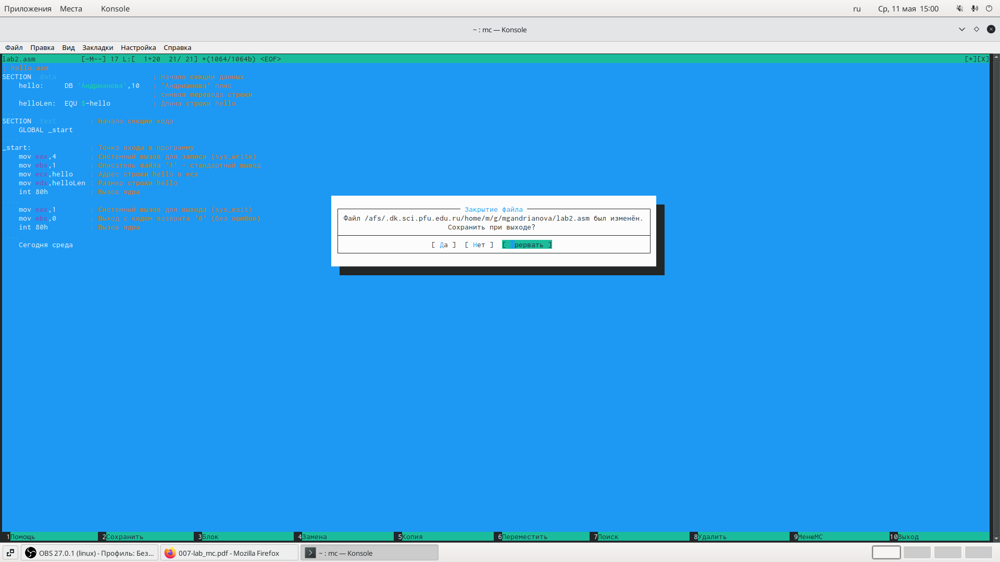 Приложения Места Konsole ru Ср, 11 мая 15:00
~ : mc — Konsole
Файл Правка Вид Закладки Настройка Справка
lab2.asm [-M--] 17 L:[ 1+20 21/ 21] *(1064/1064b) <EOF> [*][X]
; hello.asm
SECTION .data ; Начало секции данных
hello: DB 'Андрианова',10 ; 'Андрианова' плюс
; символ перевода строки
helloLen: EQU $-hello ; Длина строки hello
SECTION .text ; Начало секции кода
GLOBAL _start
_start: ; Точка входа в программу
mov eax,4 ; Системный вызов для записи (sys_write)
mov ebx,1 ; Описатель файла '1' - стандартный вывод
mov ecx,hello ; Адрес строки hello в ecx
mov edx,helloLen ; Размер строки hello
int 80h ; Вызов ядра
mov eax,1 ; Системный вызов для выхода (sys_exit)
mov ebx,0 ; Выход с кодом возврата '0' (без ошибок)
int 80h ; Вызов ядра
Сегодня среда
Закрытие файла
Файл /afs/.dk.sci.pfu.edu.ru/home/m/g/mgandrianova/lab2.asm был изменён.
Сохранить при выходе?
[ Да ] [ Нет ] [ Прервать ]
1Помощь 2Сохранить 3Блок 4Замена 5Копия 6Переместить 7Поиск 8Удалить 9МенюMC 10Выход
OBS 27.0.1 (linux) - Профиль: Без... 007-lab_mc.pdf - Mozilla Firefox ~ : mc — Konsole